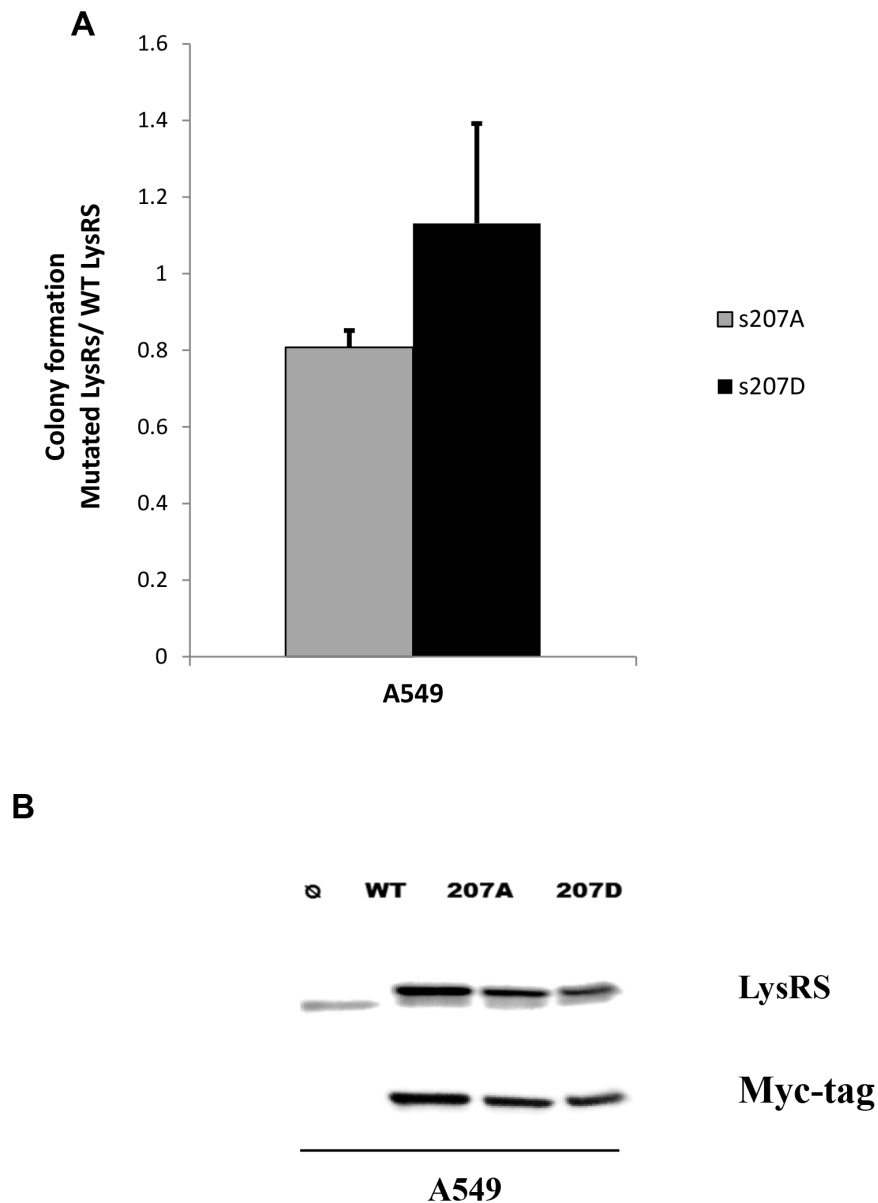 A
1.6
1.4
1.2
1
0.8
0.6
0.4
0.2
0
Colony formation
Mutated LysRs/ WT LysRS
A549
s207A
s207D
B
ø WT 207A 207D
LysRS
Myc-tag
A549